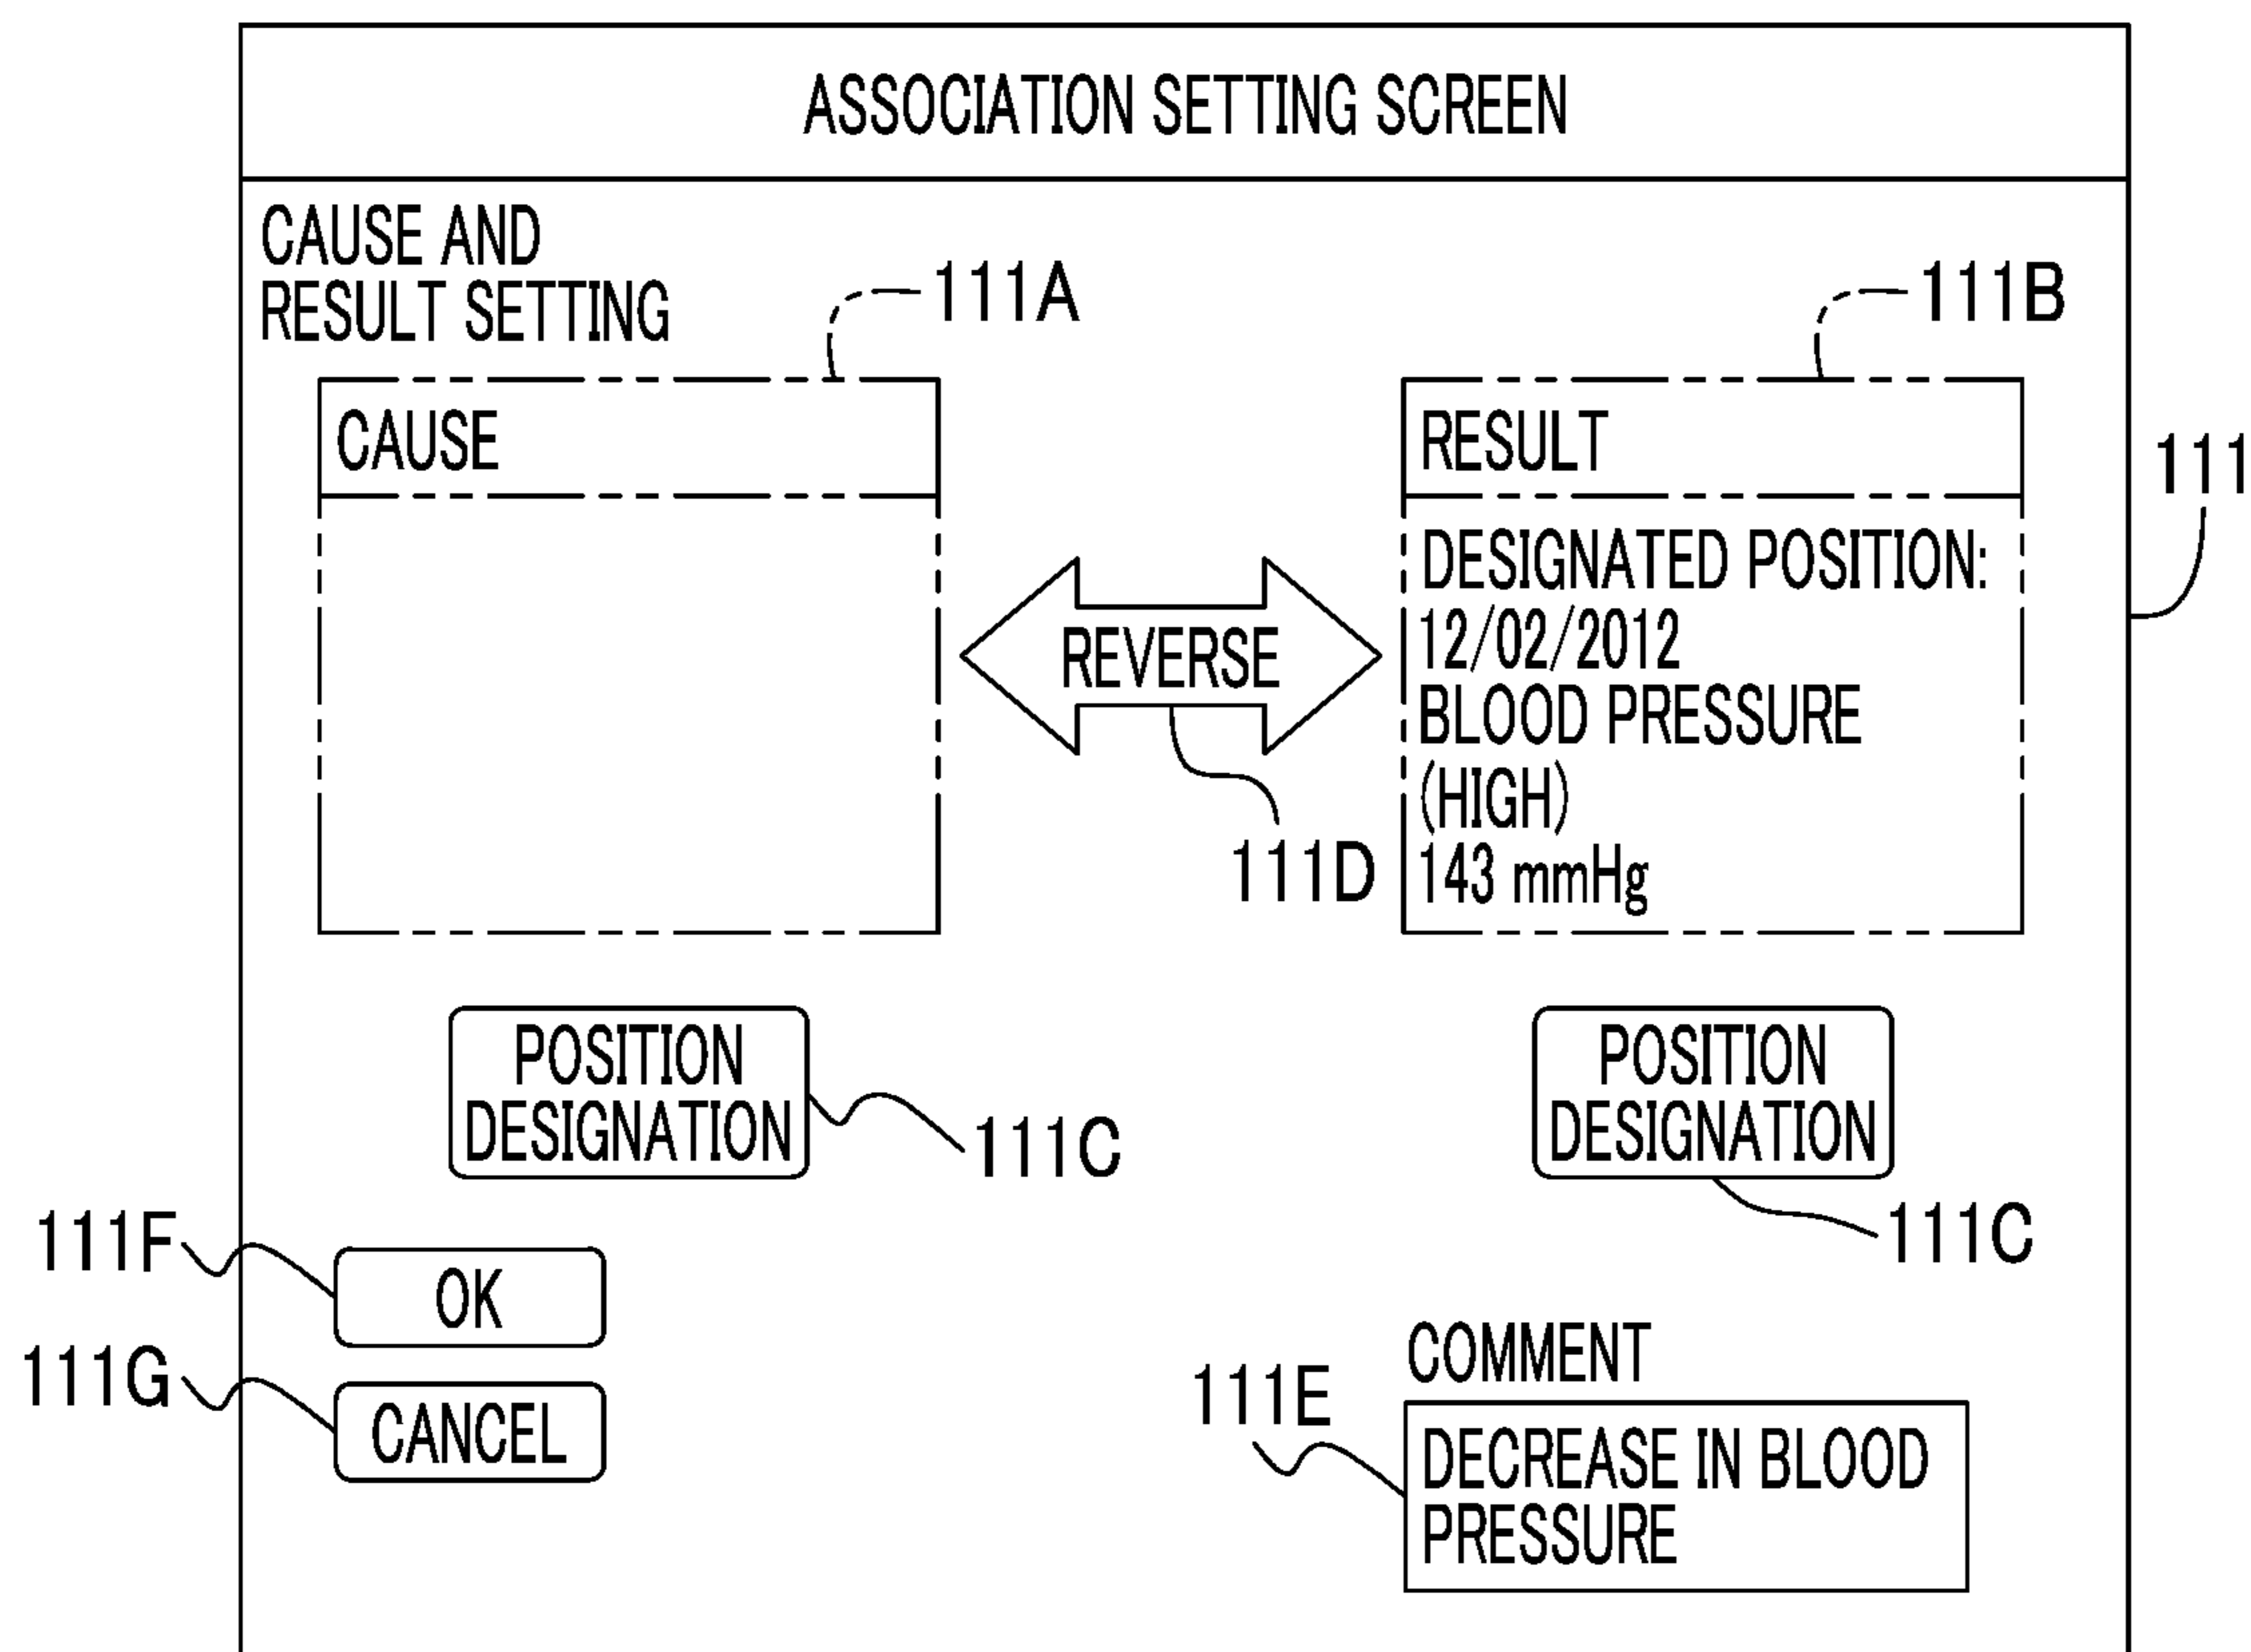 ASSOCIATION SETTING SCREEN
CAUSE AND
RESULT SETTING
111A
111B
CAUSE
RESULT
111
DESIGNATED POSITION:
12/02/2012
BLOOD PRESSURE
(HIGH)
143 mmHg
REVERSE
111D
POSITION
DESIGNATION
111C
POSITION
DESIGNATION
111C
111F
OK
111G
CANCEL
COMMENT
111E
DECREASE IN BLOOD
PRESSURE